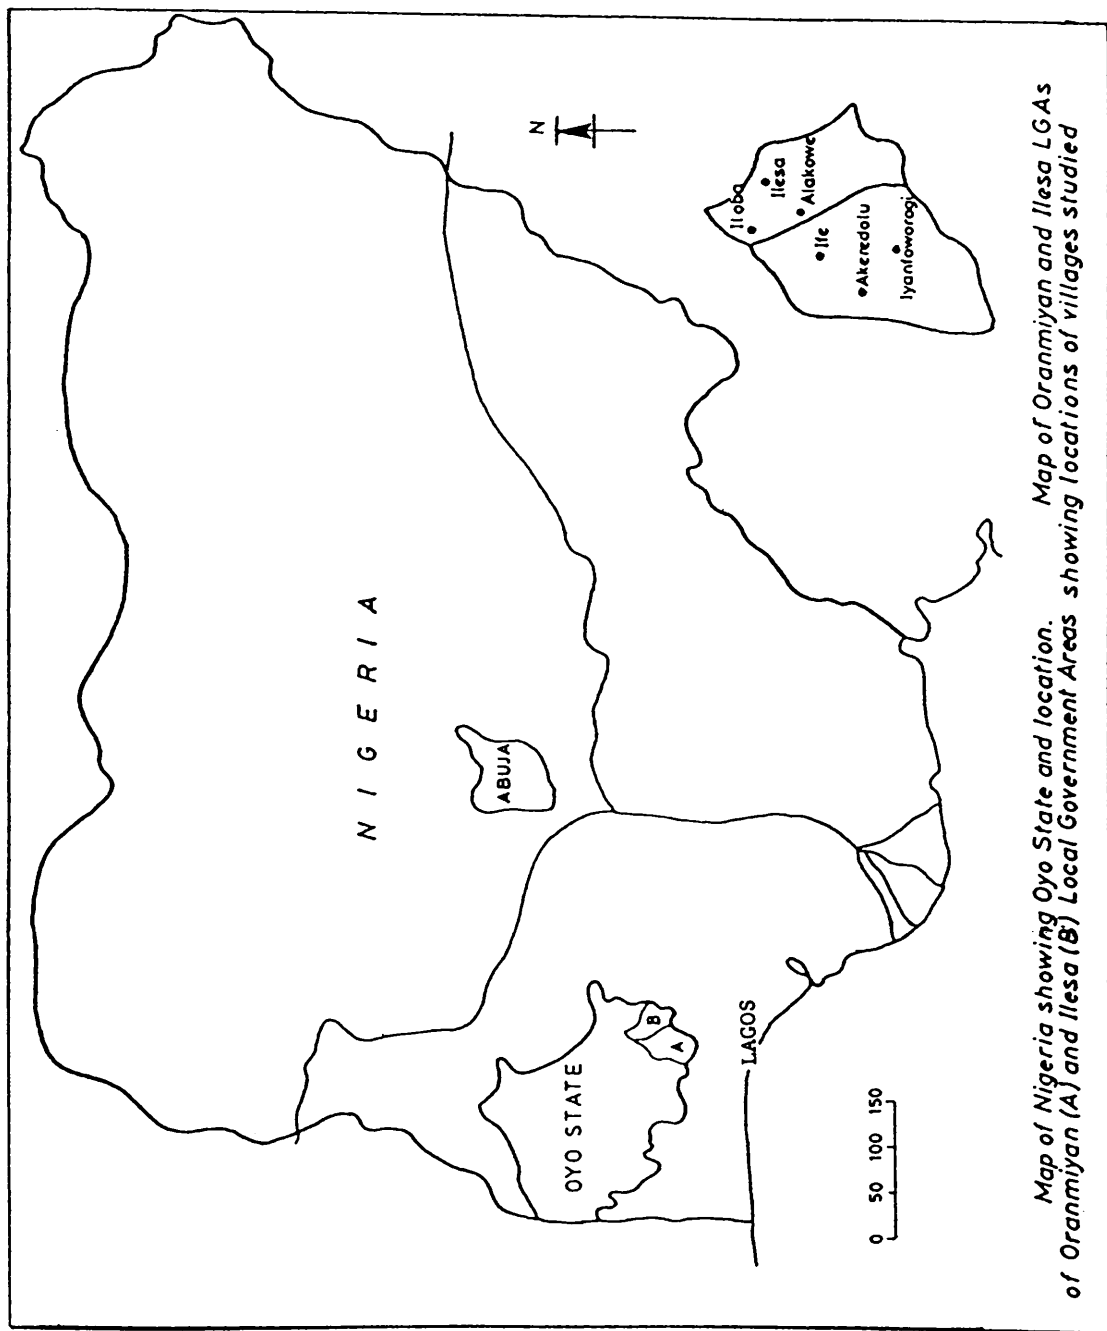 N
NIGERIA
ABUJA
OYO STATE
B
A
LAGOS
0 50 100 150
Iloba
Ilesa
Alakowe
Ife
Akeredolu
Iyanfoworogi
Map of Nigeria showing Oyo State and location.
of Oranmiyan (A) and Ilesa (B) Local Government Areas
Map of Oranmiyan and Ilesa LGAs
showing locations of villages studied